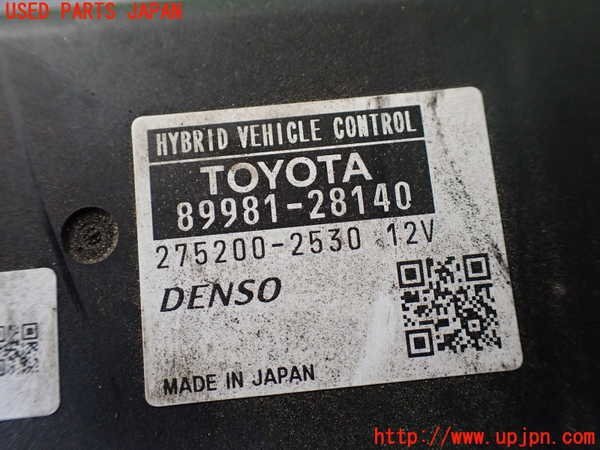 USED PARTS JAPAN
HYBRID VEHICLE CONTROL
TOYOTA
89981-28140
275200-2530 12V
DENSO
MADE IN JAPAN
http://www.upjpn.com/